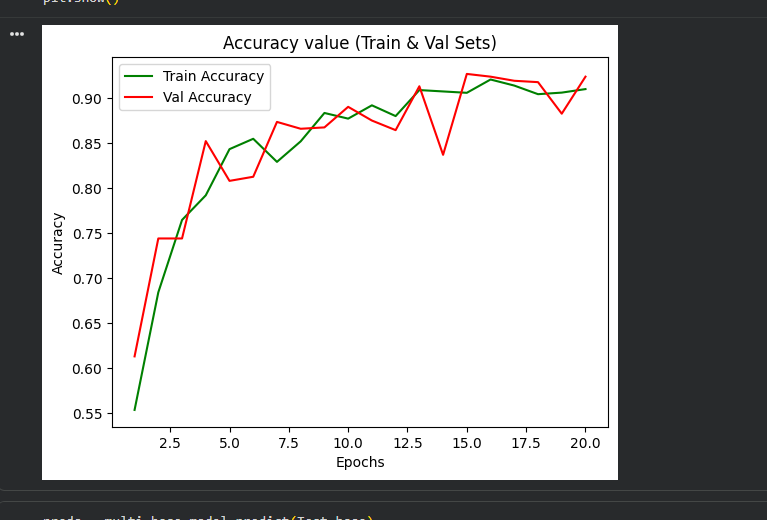 plt.show()
Accuracy value (Train & Val Sets)
Train Accuracy
Val Accuracy
0.90
0.85
0.80
0.75
0.70
0.65
0.60
0.55
Accuracy
2.5 5.0 7.5 10.0 12.5 15.0 17.5 20.0
Epochs